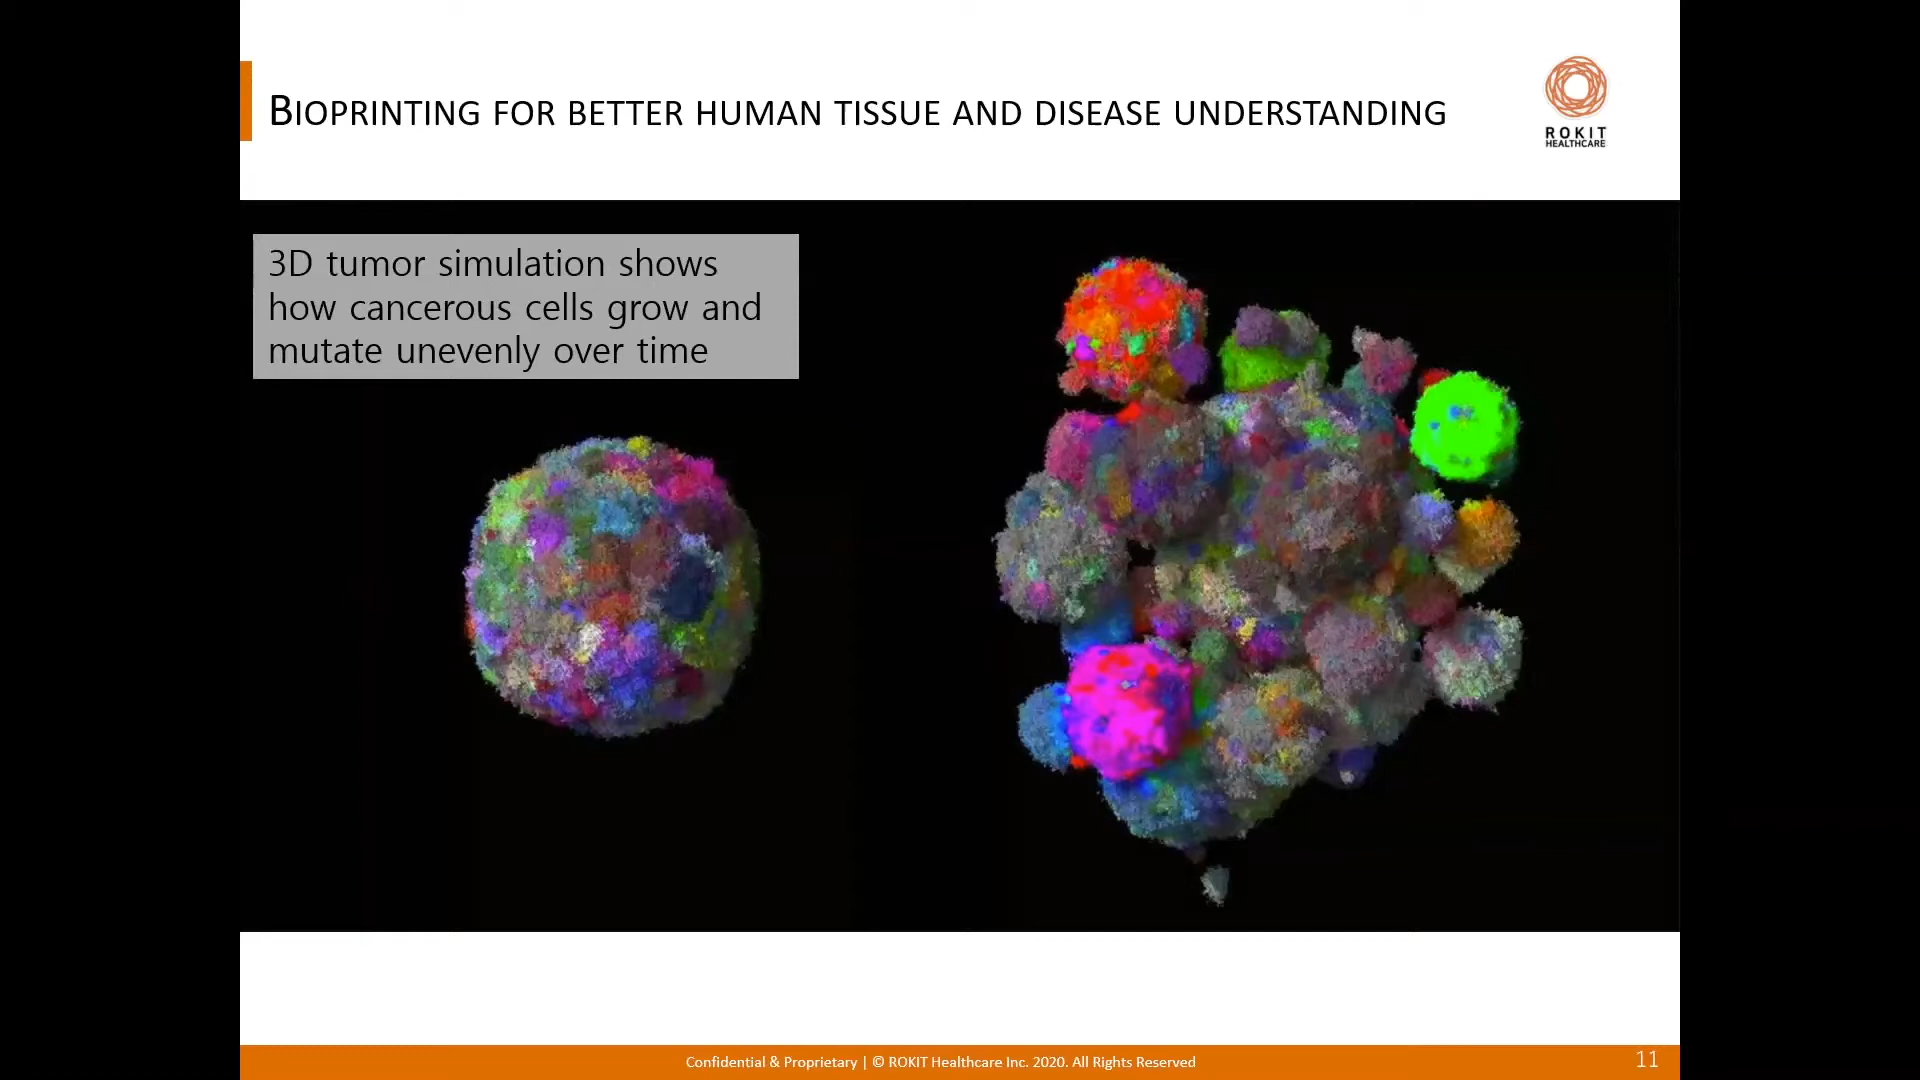 BIOPRINTING FOR BETTER HUMAN TISSUE AND DISEASE UNDERSTANDING
ROKIT
HEALTHCARE
3D tumor simulation shows
how cancerous cells grow and
mutate unevenly over time
Confidential & Proprietary | © ROKIT Healthcare Inc. 2020. All Rights Reserved
11